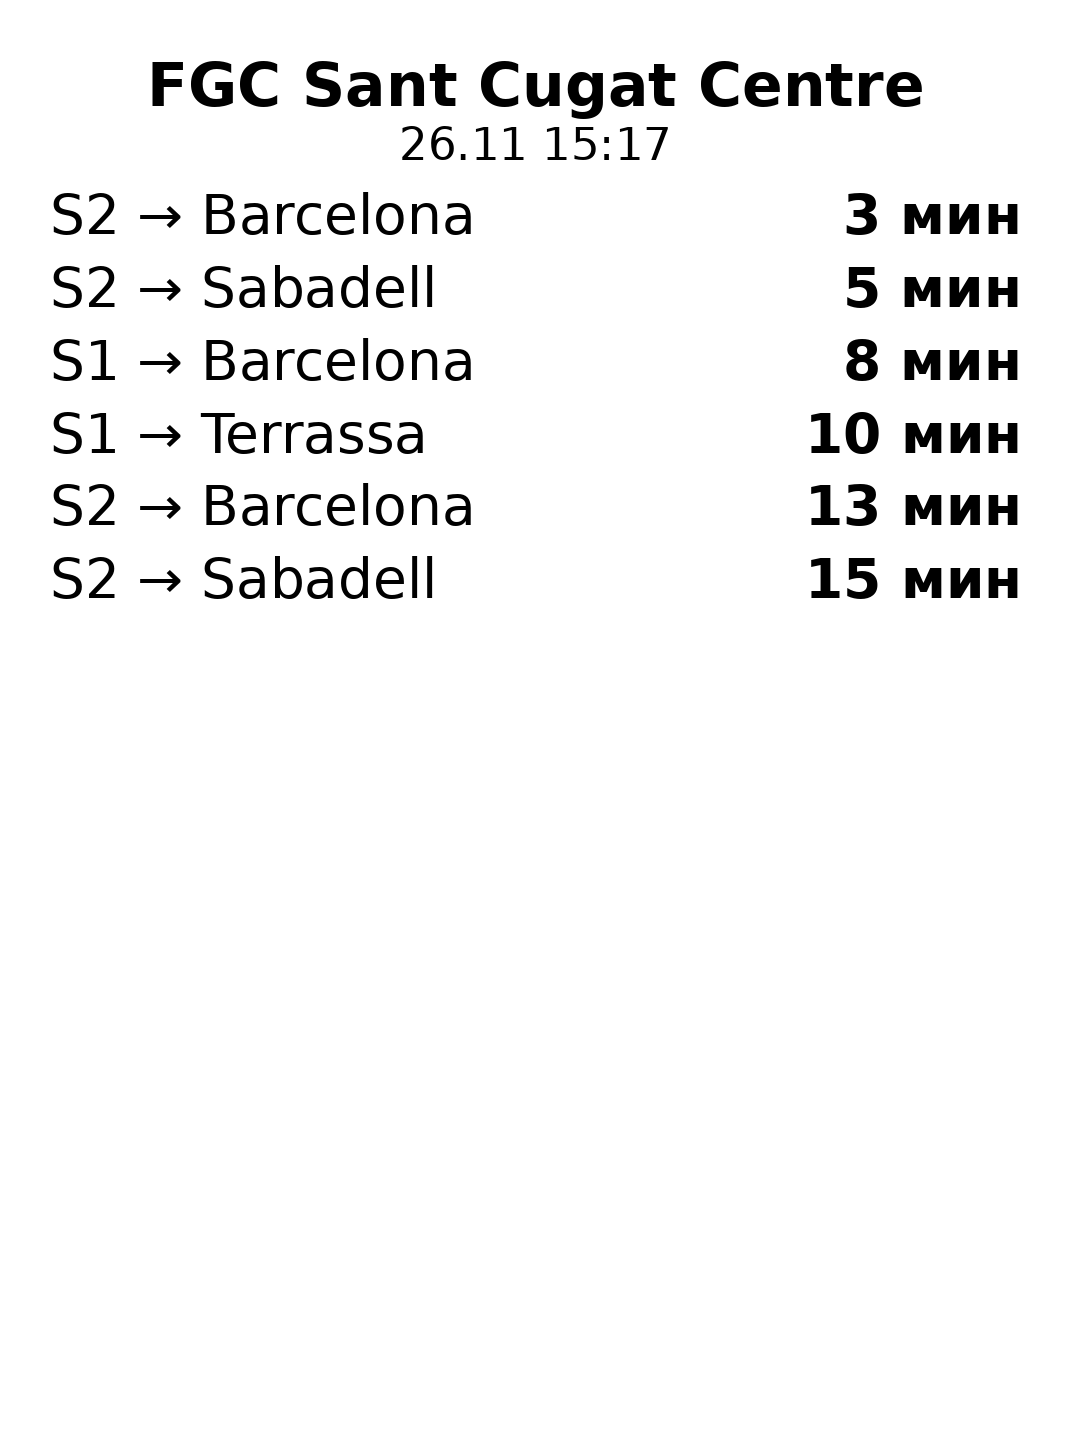 FGC Sant Cugat Centre
26.11 15:17
S2 → Barcelona 3 мин
S2 → Sabadell 5 мин
S1 → Barcelona 8 мин
S1 → Terrassa 10 мин
S2 → Barcelona 13 мин
S2 → Sabadell 15 мин